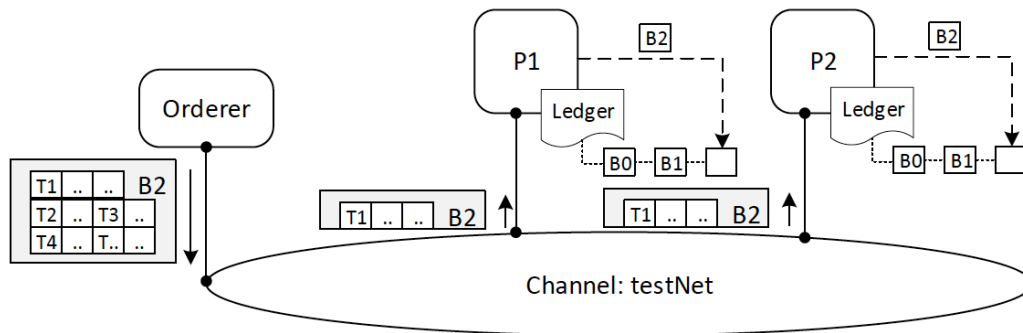 B2
B2
P1
P2
Orderer
Ledger
Ledger
B0 B1
B0 B1
T1 .. .. B2
T2 .. T3 ..
T4 .. T.. ..
T1 .. .. B2
T1 .. .. B2
Channel: testNet